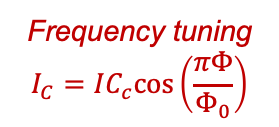 Frequency tuning
I_C = IC_c cos(πΦ/Φ_0)